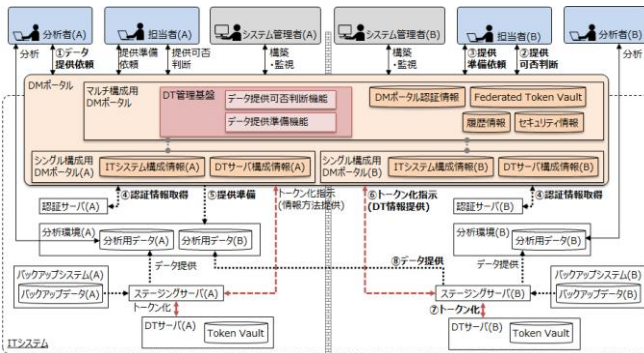 分析者(A)
担当者(A)
システム管理者(A)
システム管理者(B)
担当者(B)
分析者(B)
分析
①データ
提供依頼
提供準備
依頼
提供可否
判断
構築
・監視
構築
・監視
③提供
準備依頼
②提供
可否判断
分析
DMポータル
マルチ構成用
DMポータル
DT管理基盤
データ提供可否判断機能
データ提供準備機能
DMポータル認証情報
Federated Token Vault
履歴情報
セキュリティ情報
シングル構成用
DMポータル(A)
ITシステム構成情報(A)
DTサーバ構成情報(A)
シングル構成用
DMポータル(B)
ITシステム構成情報(B)
DTサーバ構成情報(B)
④認証情報取得
⑤提供準備
トークン化指示
(情報方法提供)
⑥トークン化指示
(DT情報提供)
④認証情報取得
認証サーバ(A)
認証サーバ(B)
分析環境(A)
分析用データ(A)
分析用データ(B)
分析環境(B)
分析用データ(B)
データ提供
⑧データ提供
データ提供
バックアップシステム(A)
バックアップデータ(A)
ステージングサーバ(A)
ステージングサーバ(B)
バックアップシステム(B)
バックアップデータ(B)
トークン化
⑦トークン化
DTサーバ(A)
Token Vault
DTサーバ(B)
Token Vault
ITシステム